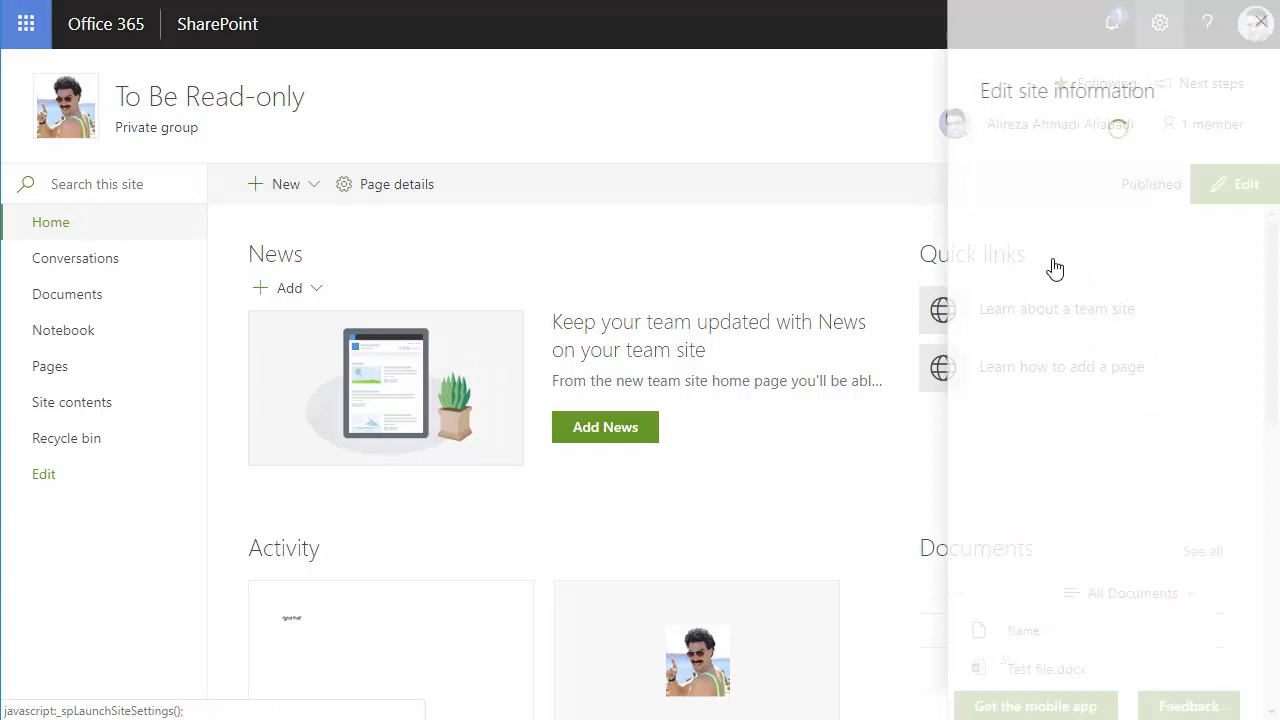 Office 365
SharePoint
1
?
To Be Read-only
Private group
Following
Next steps
Edit site information
Alireza Ahmadi Aliabadi
1 member
Search this site
New
Page details
Published
Edit
Home
Conversations
Documents
Notebook
Pages
Site contents
Recycle bin
Edit
News
Add
Keep your team updated with News
on your team site
From the new team site home page you'll be abl...
Add News
Quick links
Learn about a team site
Learn how to add a page
Activity
Documents
See all
All Documents
Name
Test file.docx
Get the mobile app
Feedback
javascript:_spLaunchSiteSettings();